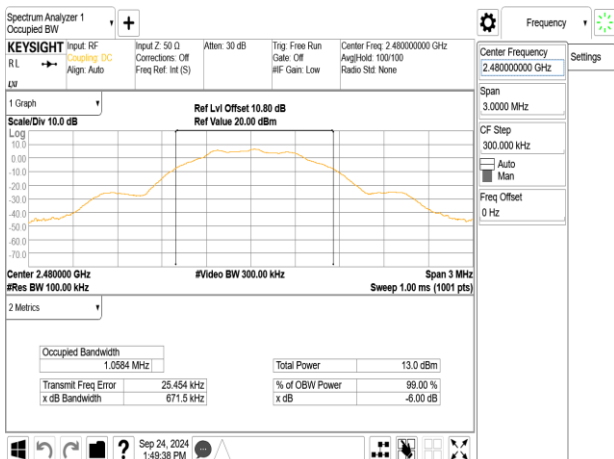 Spectrum Analyzer 1
Occupied BW
KEYSIGHT
RL
Input: RF
Coupling: DC
Align: Auto
Input Z: 50 Ω
Corrections: Off
Freq Ref: Int (S)
Atten: 30 dB
Trig: Free Run
Gate: Off
#IF Gain: Low
Center Freq: 2.480000000 GHz
Avg|Hold: 100/100
Radio Std: None
1 Graph
Scale/Div 10.0 dB
Ref Lvl Offset 10.80 dB
Ref Value 20.00 dBm
Log
10.0
0.00
-10.0
-20.0
-30.0
-40.0
-50.0
-60.0
-70.0
Center 2.480000 GHz
#Video BW 300.00 kHz
Span 3 MHz
#Res BW 100.00 kHz
Sweep 1.00 ms (1001 pts)
2 Metrics
Occupied Bandwidth
1.0584 MHz
Total Power 13.0 dBm
Transmit Freq Error 25.454 kHz
% of OBW Power 99.00 %
x dB Bandwidth 671.5 kHz
x dB -6.00 dB
Sep 24, 2024
1:49:38 PM
Frequency
Settings
Center Frequency
2.480000000 GHz
Span
3.0000 MHz
CF Step
300.000 kHz
Auto
Man
Freq Offset
0 Hz